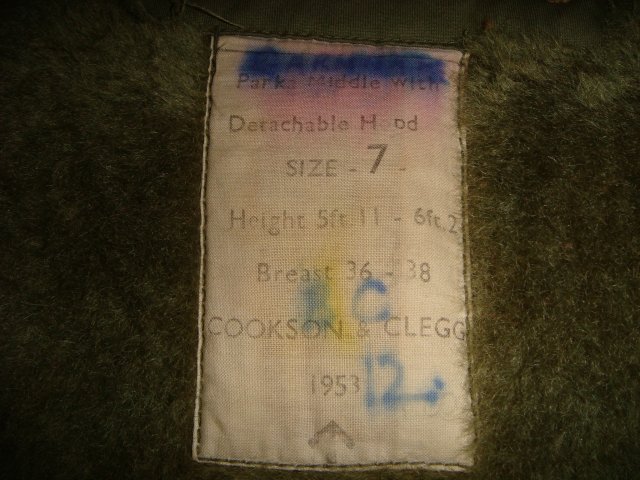 Parka Middle with
Detachable Hood
SIZE - 7 -
Height 5ft.11 - 6ft.2
Breast 36 - 38
C
COOKSON & CLEGG
1953 12.